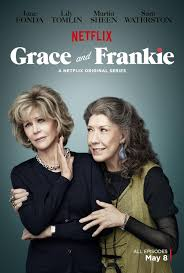 Jane Lily Martin Sam
FONDA TOMLIN SHEEN WATERSTON
NETFLIX
Grace and Frankie
A NETFLIX ORIGINAL SERIES
ALL EPISODES
May 8